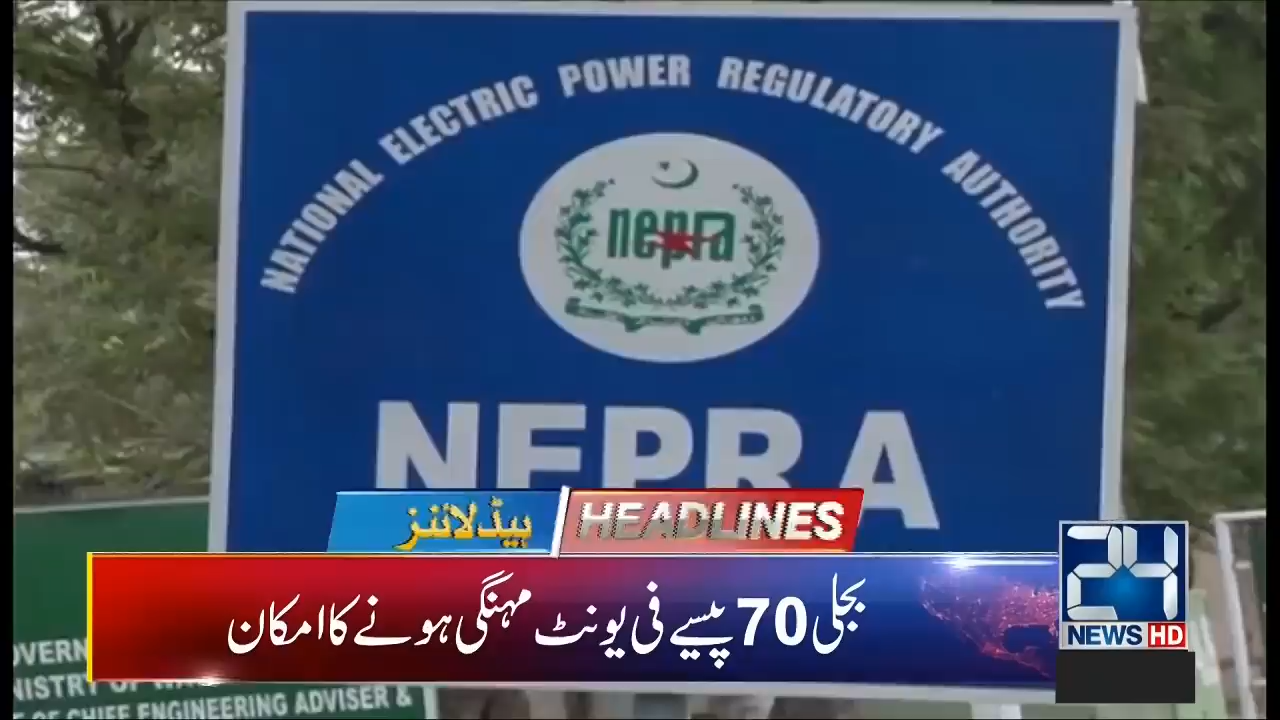 NATIONAL ELECTRIC POWER REGULATORY AUTHORITY
nepra
NEPRA
ہیڈلائنز HEADLINES
بجلی 70 پیسے فی یونٹ مہنگی ہونے کا امکان
24
NEWS HD
CHIEF ENGINEERING ADVISER &